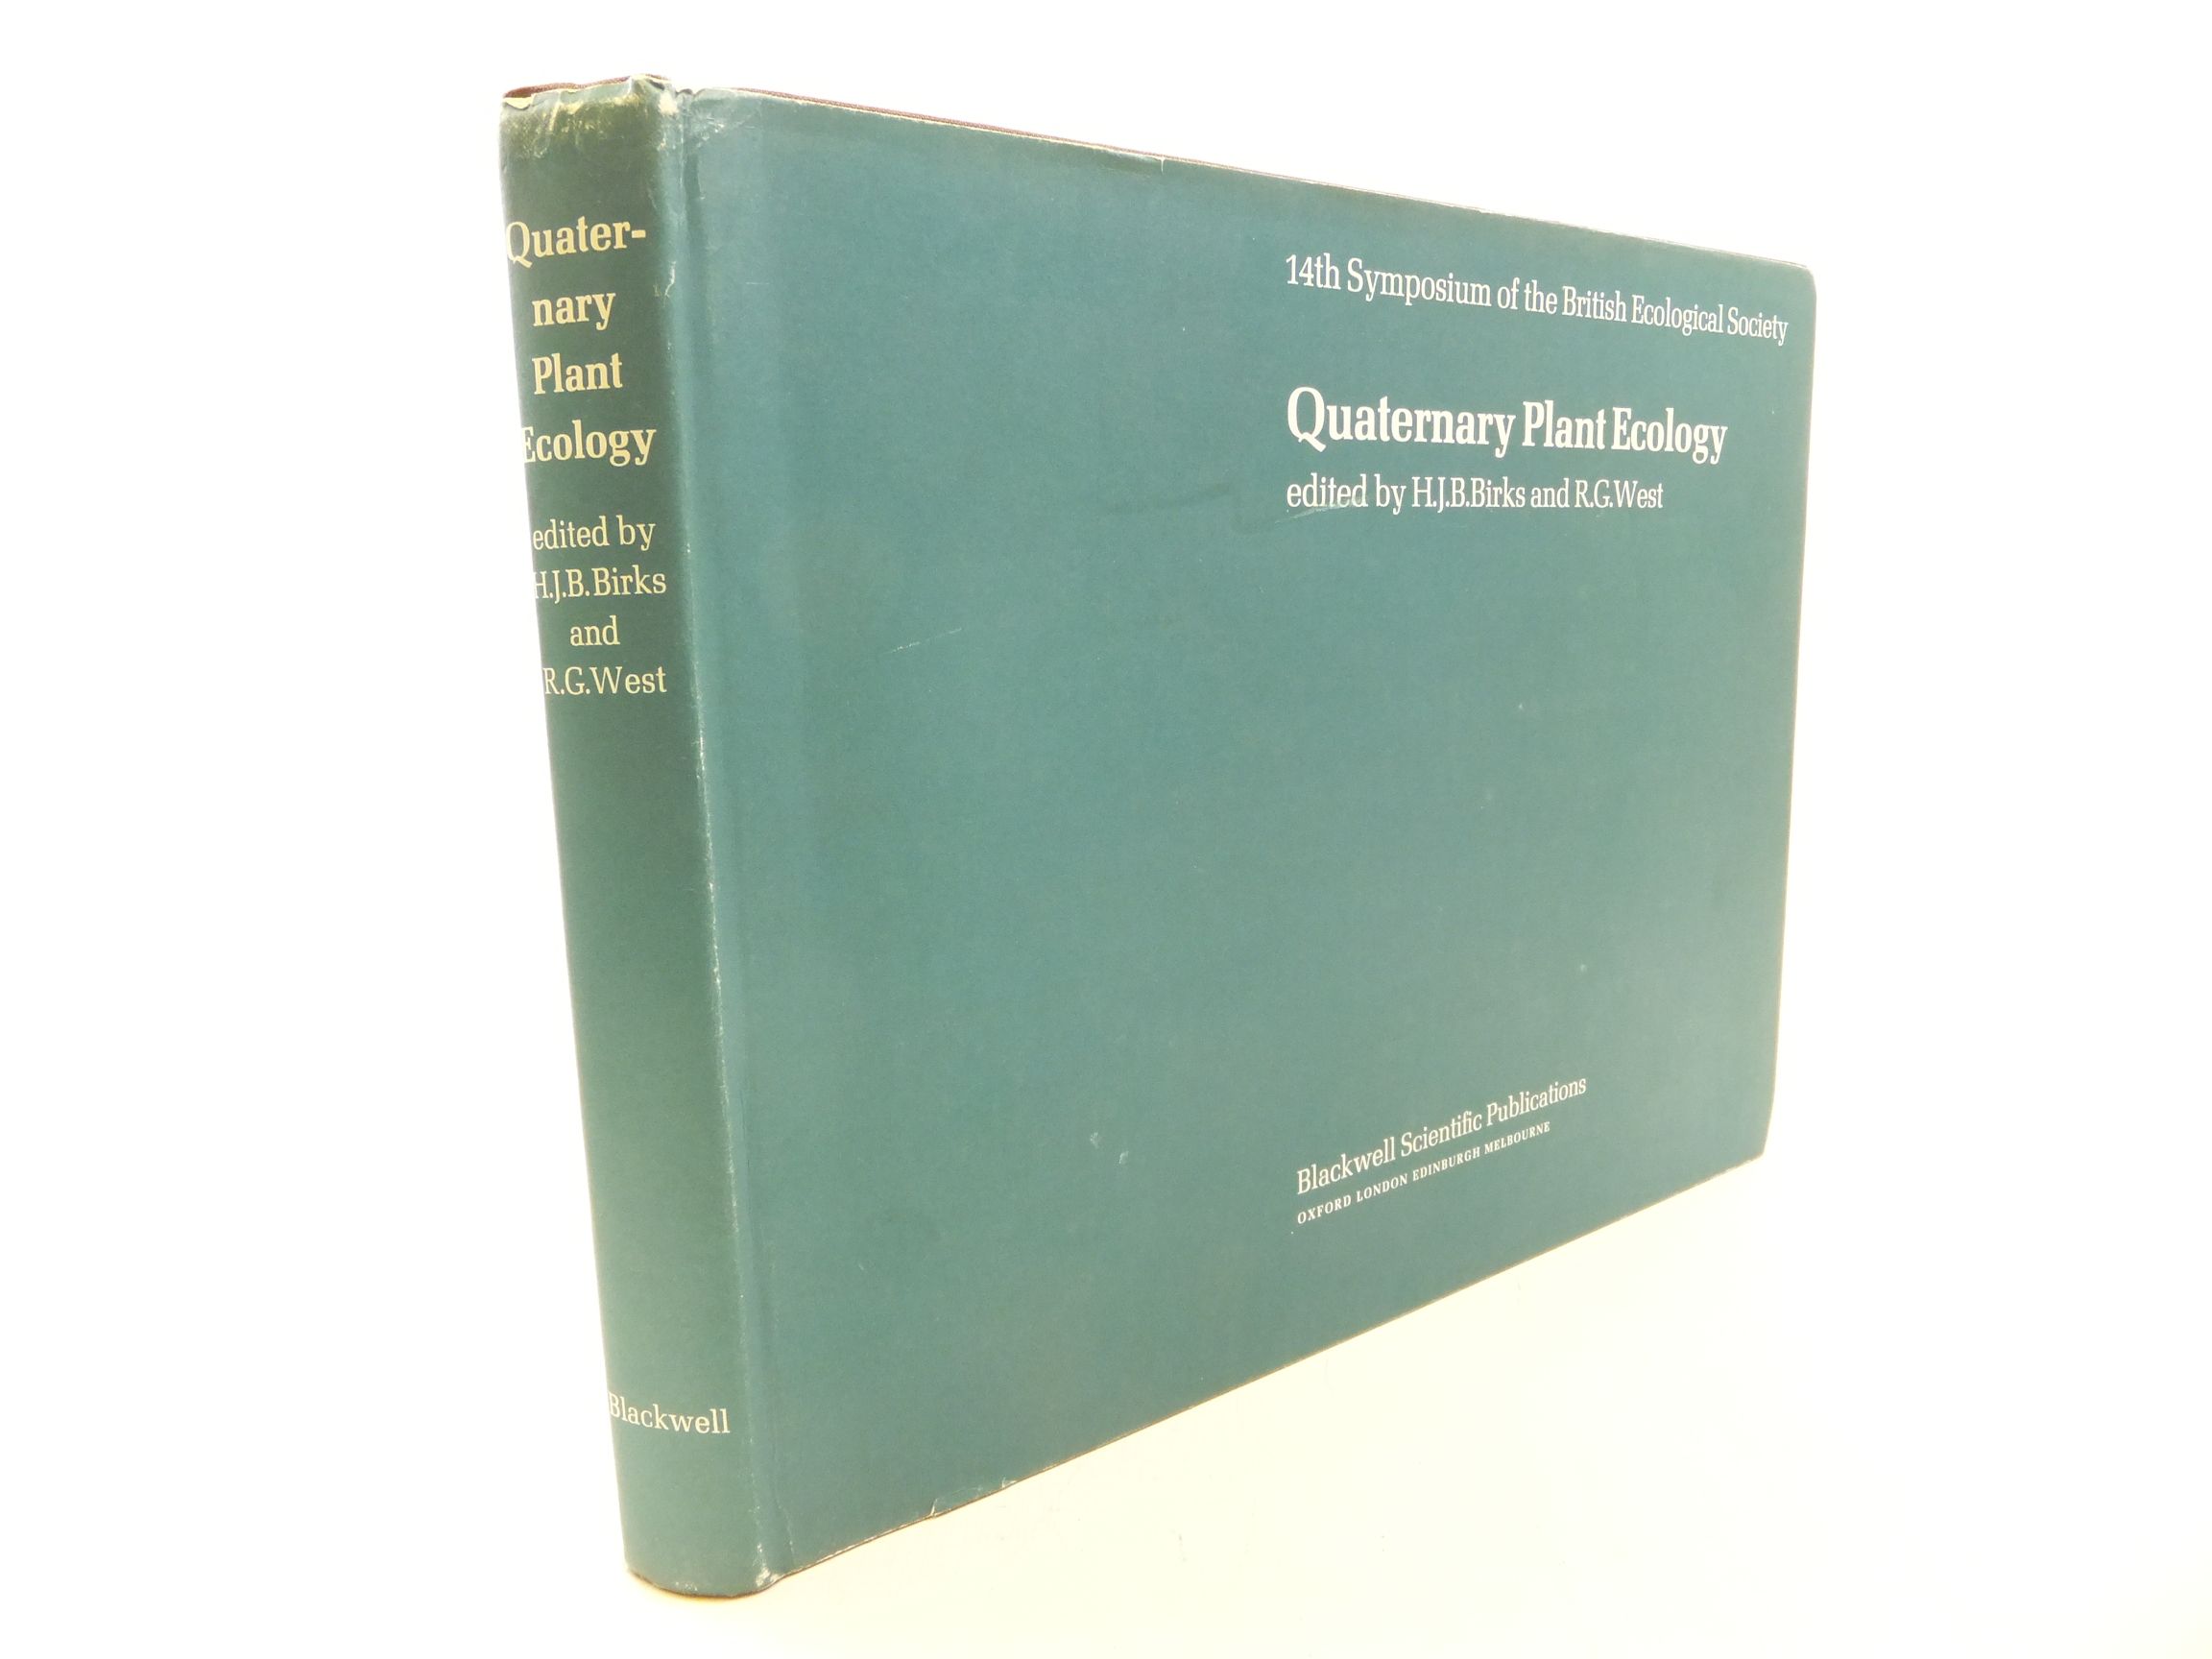 Quater-
nary
Plant
Ecology
edited by
H.J.B.Birks
and
R.G.West
Blackwell
14th Symposium of the British Ecological Society
Quaternary Plant Ecology
edited by H.J.B.Birks and R.G.West
Blackwell Scientific Publications
OXFORD LONDON EDINBURGH MELBOURNE